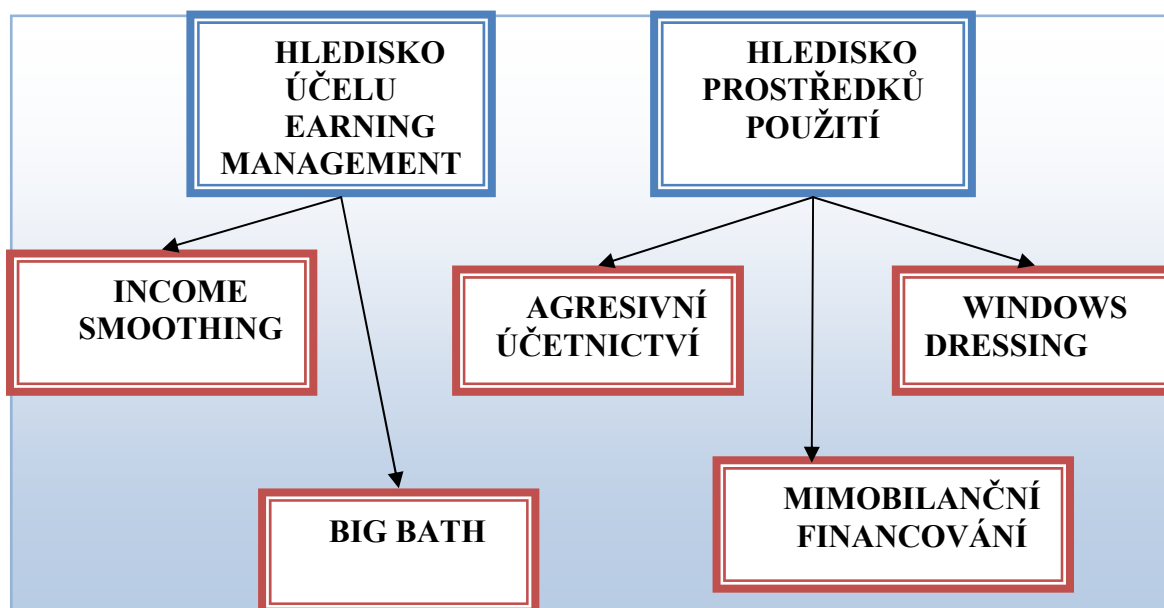 HLEDISKO
ÚČELU
EARNING
MANAGEMENT
HLEDISKO
PROSTŘEDKŮ
POUŽITÍ
INCOME
SMOOTHING
AGRESIVNÍ
ÚČETNICTVÍ
WINDOWS
DRESSING
BIG BATH
MIMOBILANČNÍ
FINANCOVÁNÍ